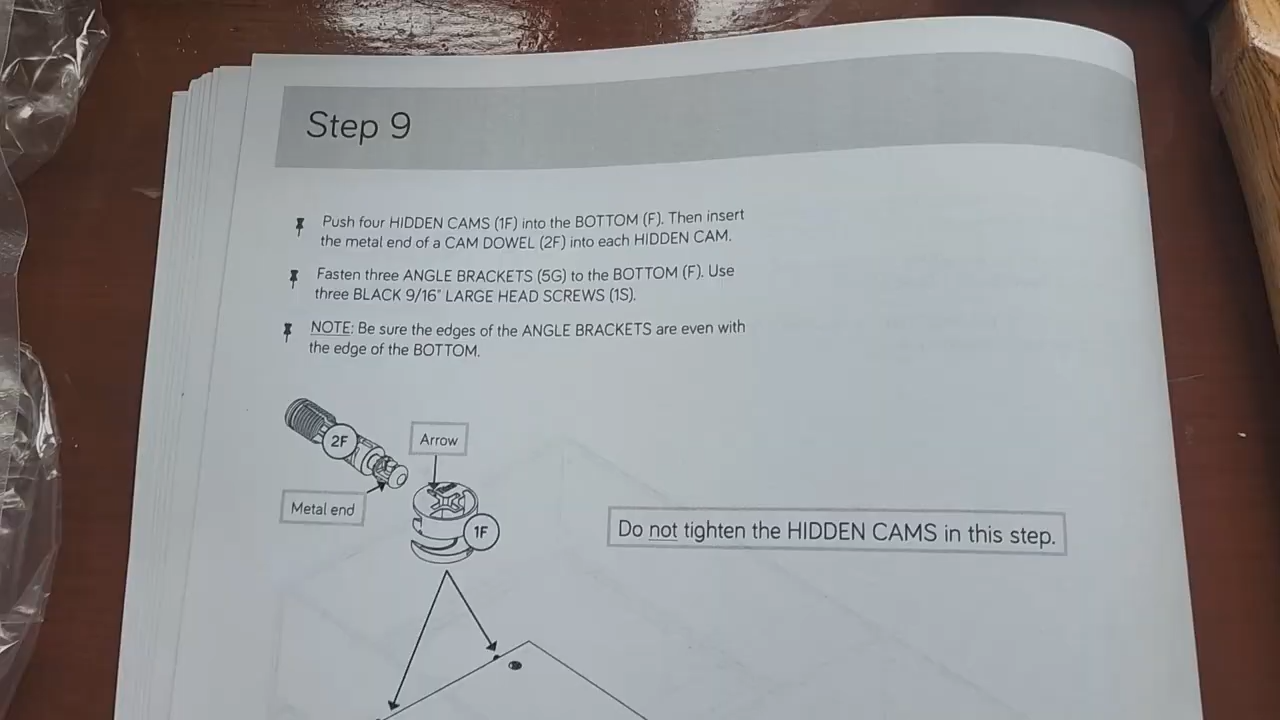 Step 9
Push four HIDDEN CAMS (1F) into the BOTTOM (F). Then insert
the metal end of a CAM DOWEL (2F) into each HIDDEN CAM.
Fasten three ANGLE BRACKETS (5G) to the BOTTOM (F). Use
three BLACK 9/16" LARGE HEAD SCREWS (1S).
NOTE: Be sure the edges of the ANGLE BRACKETS are even with
the edge of the BOTTOM.
2F
Arrow
Metal end
1F
Do not tighten the HIDDEN CAMS in this step.